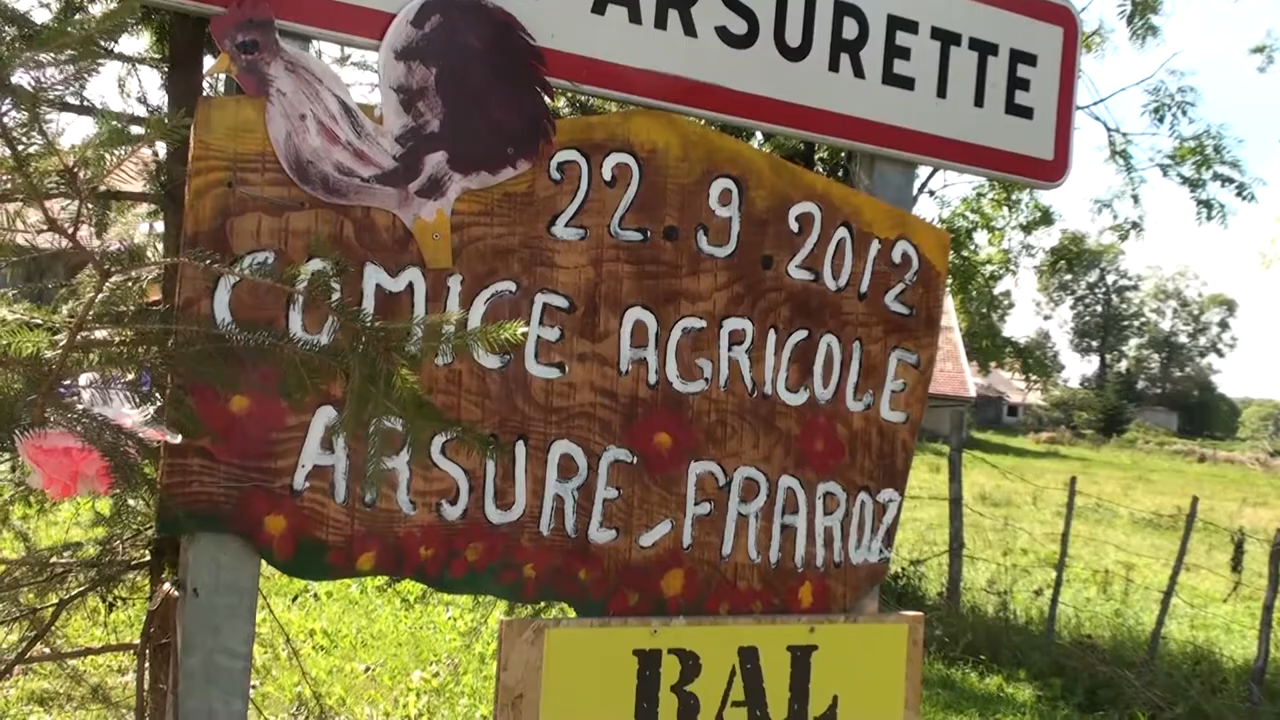 ARSURETTE
22.9.2012
COMICE AGRICOLE
ARSURE-FRAROZ
BAL